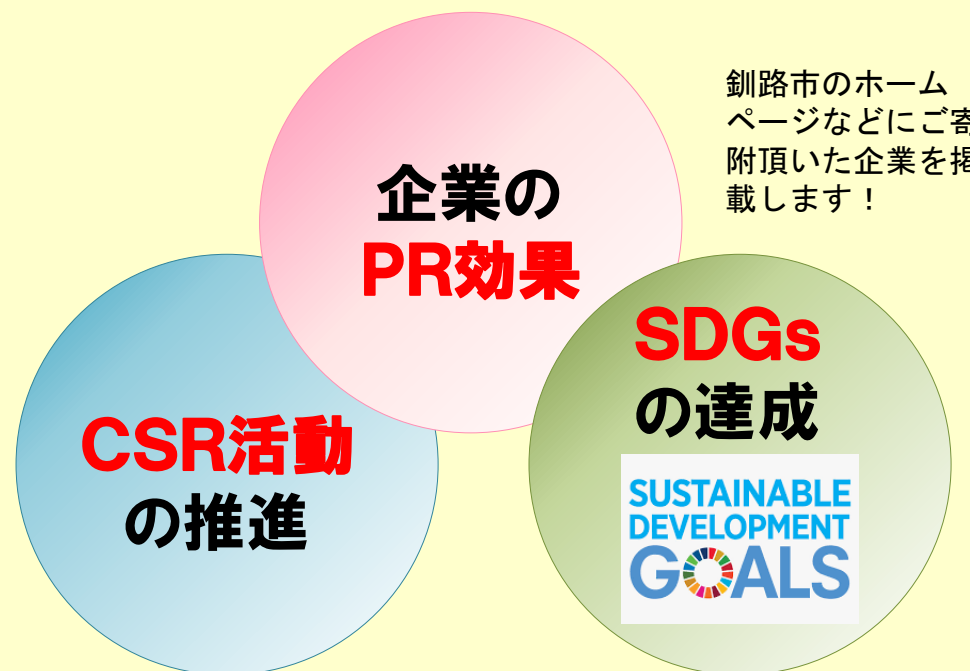 釧路市のホーム
ページなどにご寄
附頂いた企業を掲
載します！
企業の
PR効果
SDGs
の達成
CSR活動
の推進
SUSTAINABLE
DEVELOPMENT
GOALS